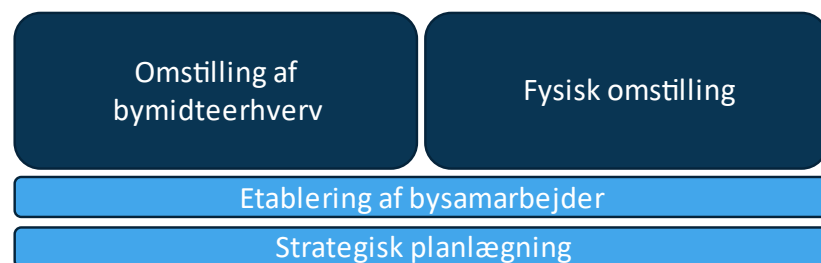 Omstilling af
bymidteerhverv
Fysisk omstilling
Etablering af bysamarbejder
Strategisk planlægning